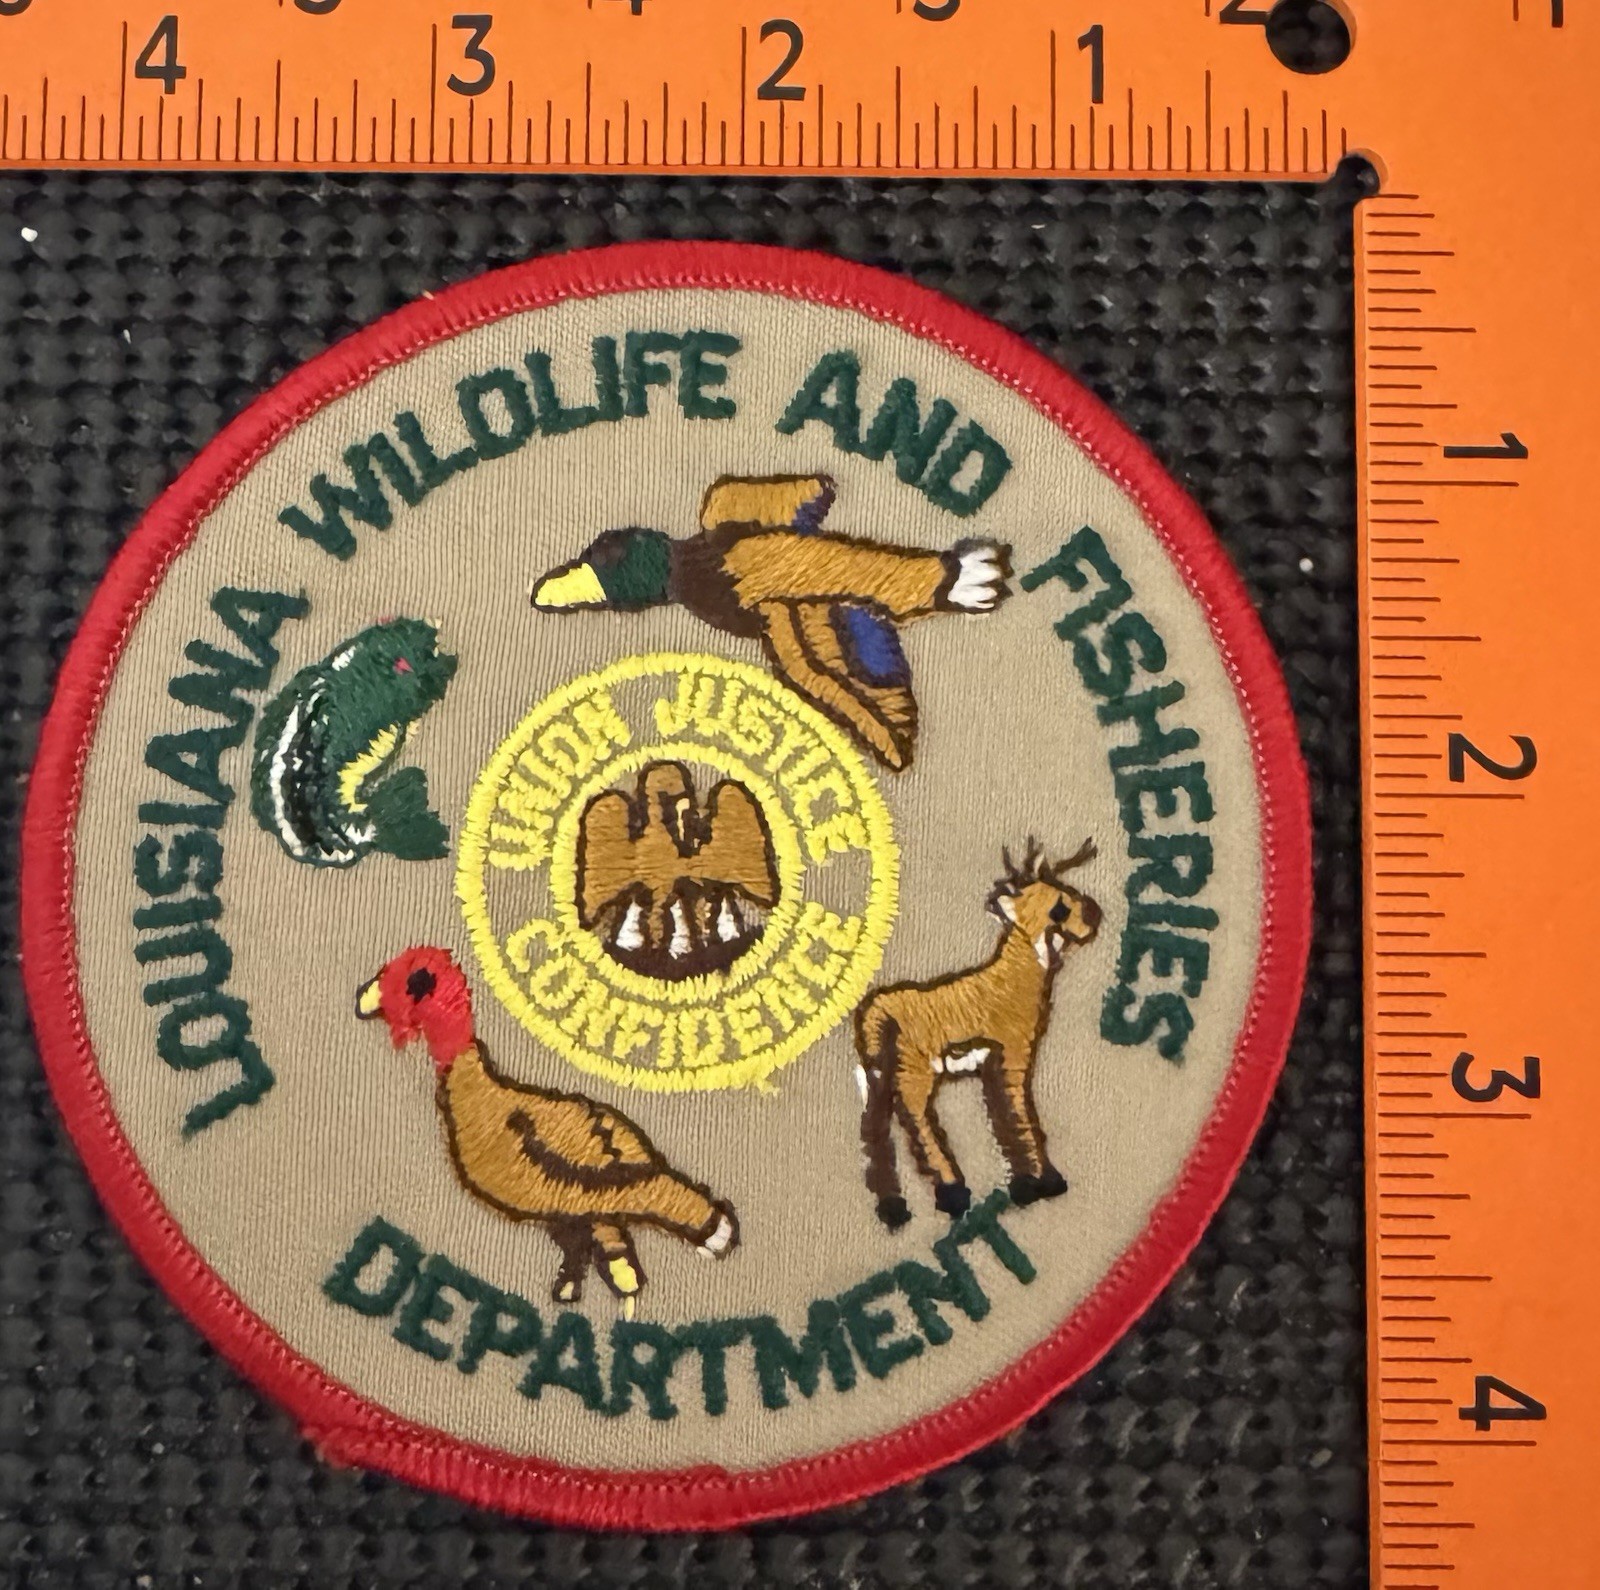 4 3 2 1
LOUISIANA WILDLIFE AND FISHERIES
UNION JUSTICE
CONFIDENCE
DEPARTMENT
1
2
3
4